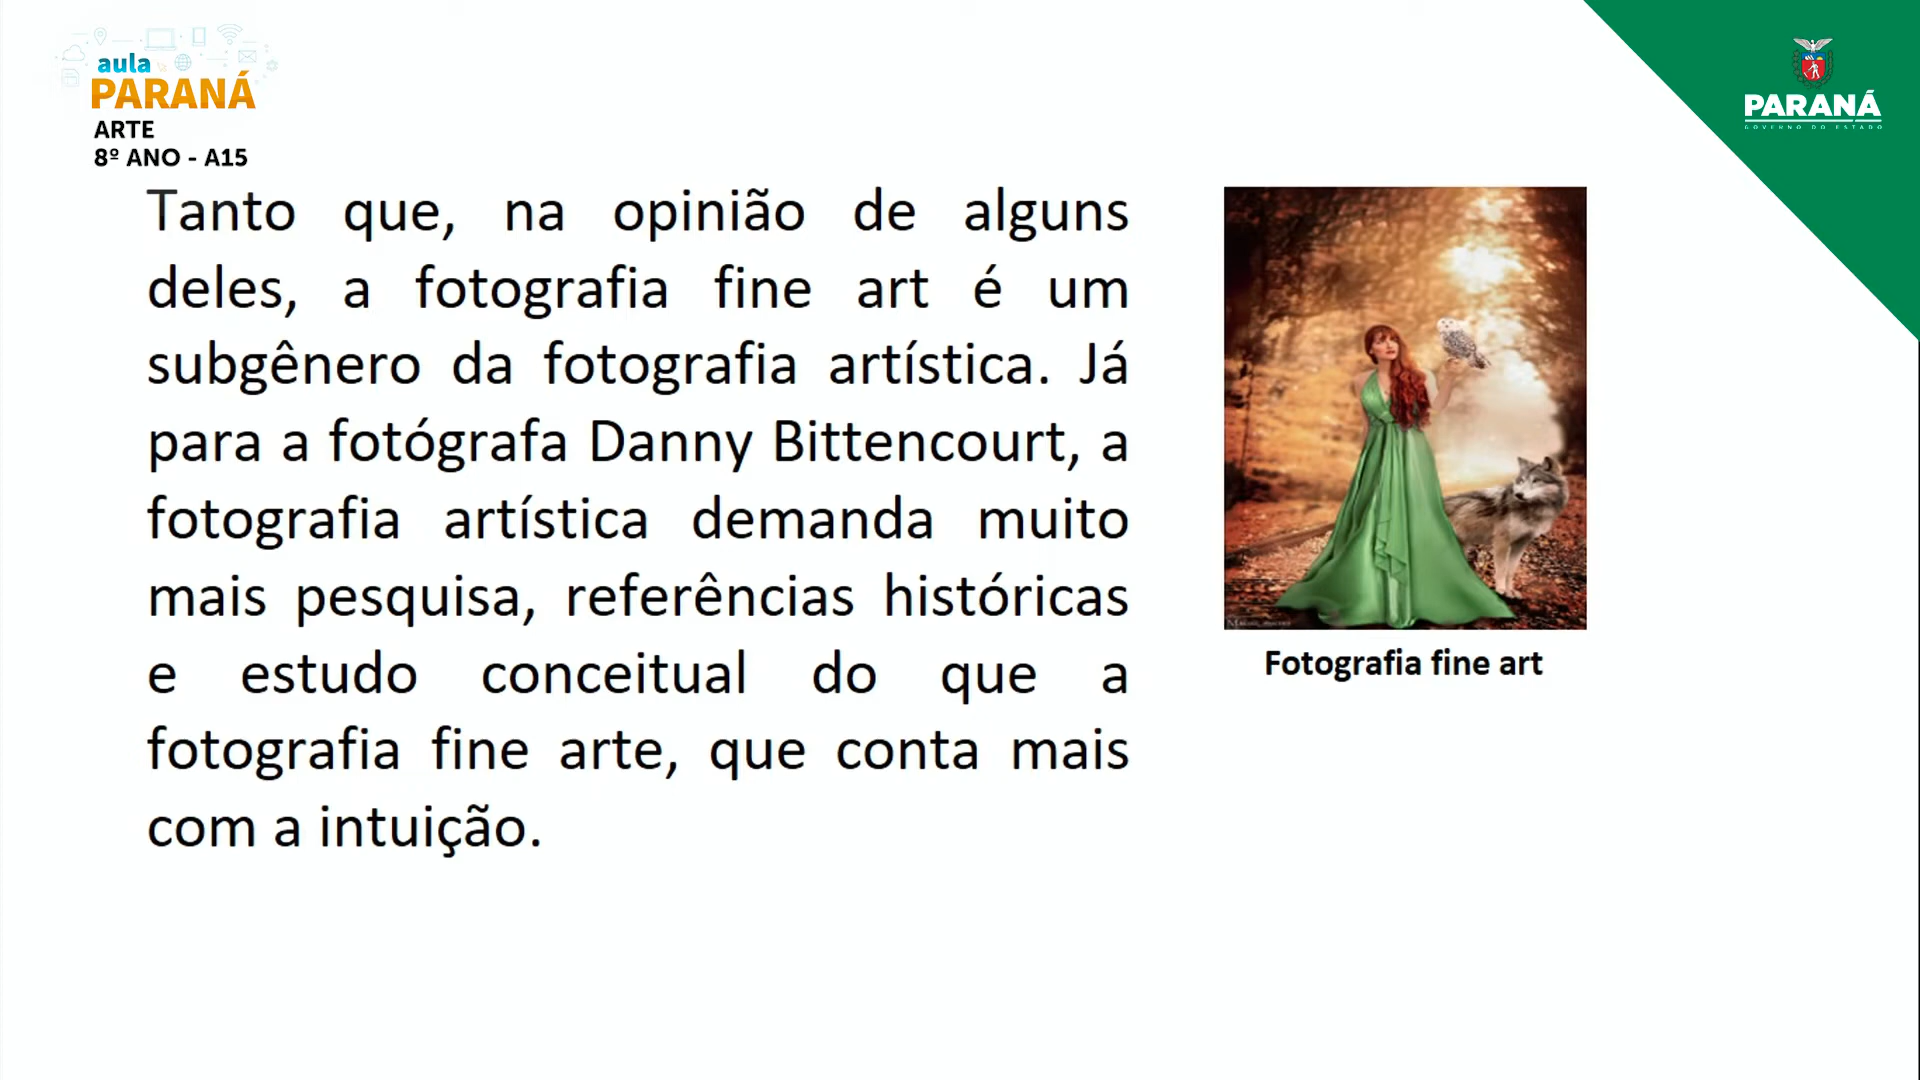 aula
PARANÁ
ARTE
8º ANO - A15
PARANÁ
GOVERNO DO ESTADO
Tanto que, na opinião de alguns
deles, a fotografia fine art é um
subgênero da fotografia artística. Já
para a fotógrafa Danny Bittencourt, a
fotografia artística demanda muito
mais pesquisa, referências históricas
e estudo conceitual do que a
fotografia fine arte, que conta mais
com a intuição.
Fotografia fine art